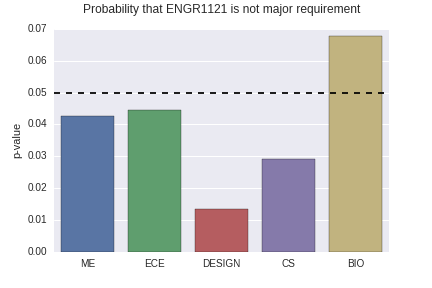 Probability that ENGR1121 is not major requirement
0.07
0.06
0.05
0.04
0.03
0.02
0.01
0.00
p-value
ME ECE DESIGN CS BIO